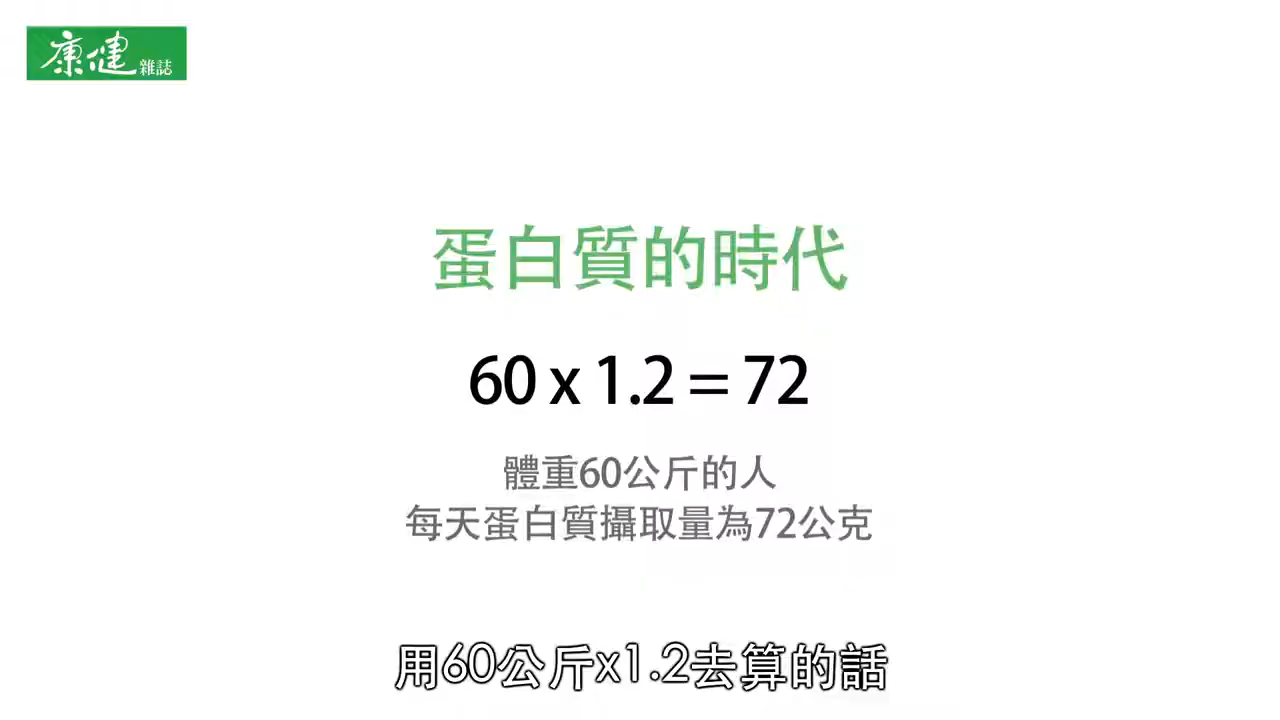 康健雜誌
蛋白質的時代
60 x 1.2 = 72
體重60公斤的人
每天蛋白質攝取量為72公克
用60公斤x1.2去算的話